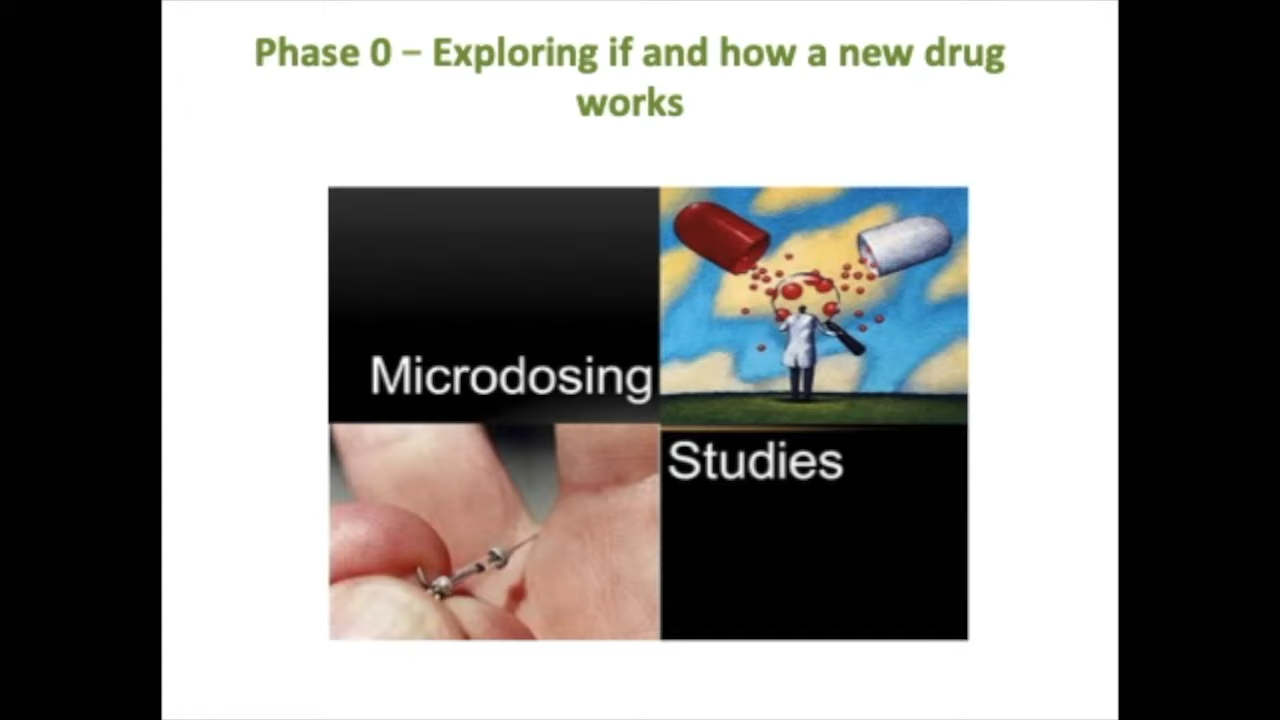 Phase 0 – Exploring if and how a new drug
works
Microdosing
Studies